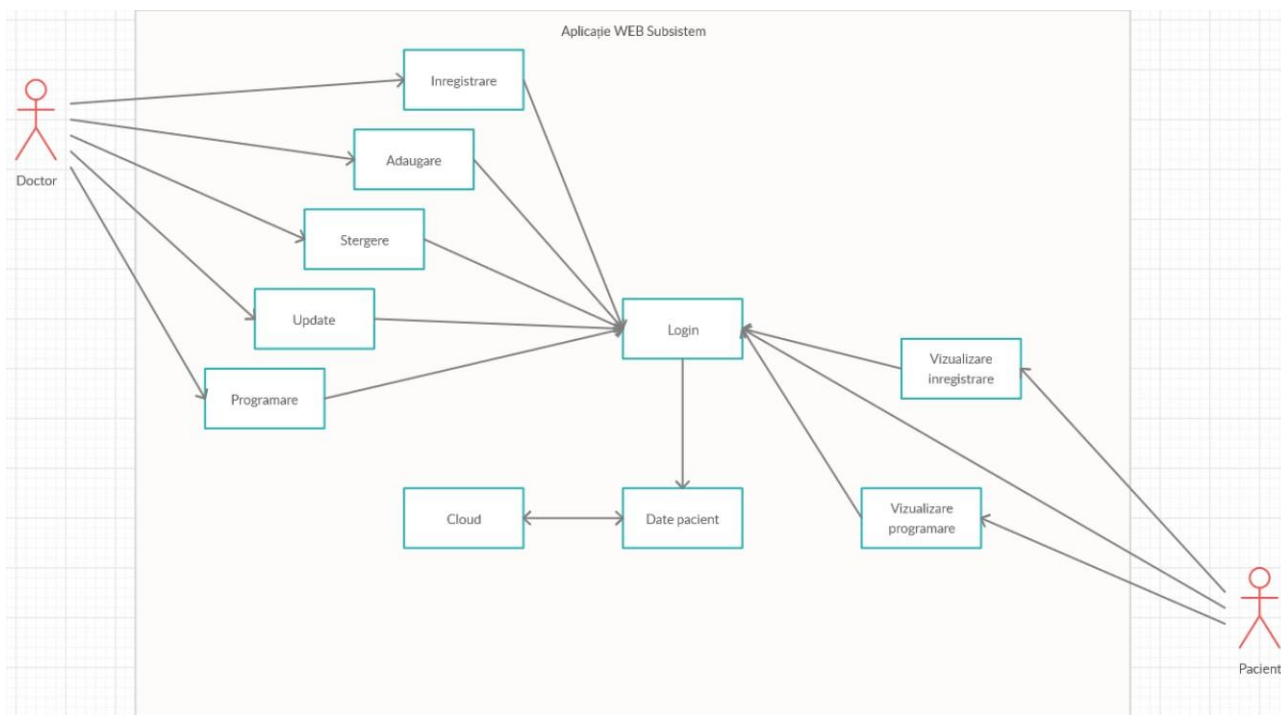 Aplicație WEB Subsistem
Inregistrare
Adaugare
Doctor
Stergere
Update
Login
Vizualizare
inregistrare
Programare
Cloud
Date pacient
Vizualizare
programare
Pacient